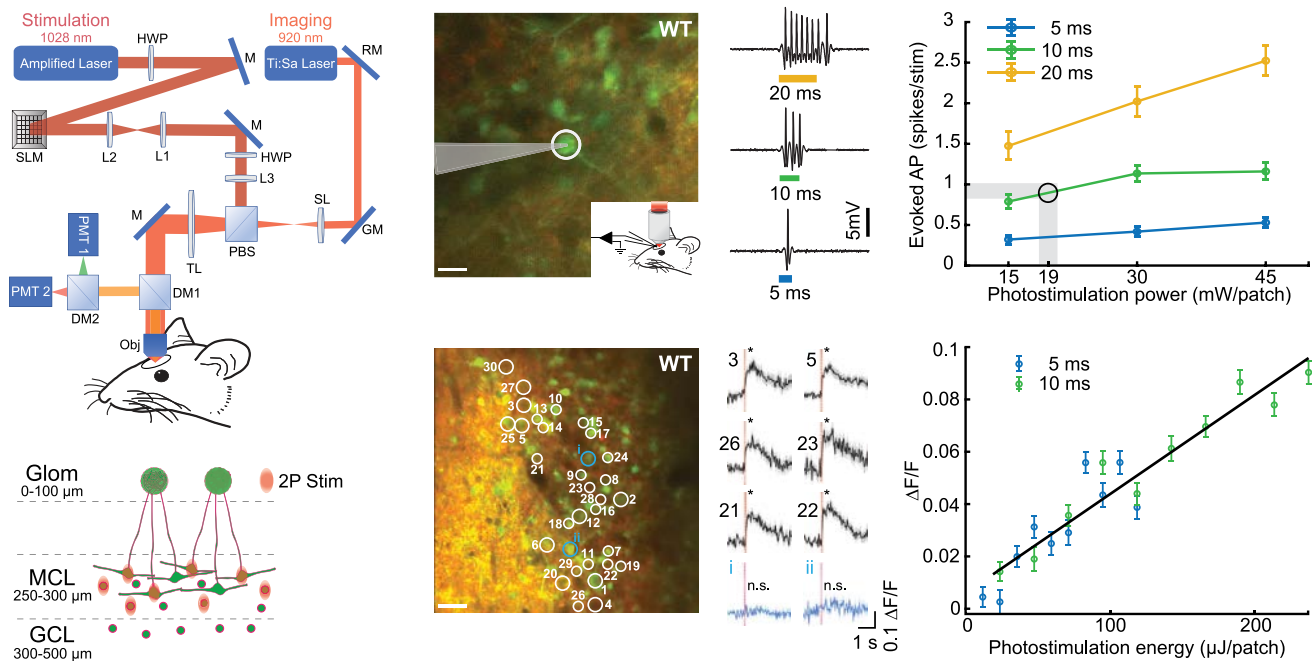 Stimulation
1028 nm
Imaging
920 nm
HWP
M
RM
Amplified Laser
Ti:Sa Laser
SLM
L2
L1
M
HWP
L3
SL
M
PBS
GM
TL
PMT 1
PMT 2
DM2
DM1
Obj
Glom
0-100 µm
2P Stim
MCL
250-300 µm
GCL
300-500 µm
WT
20 ms
10 ms
5 ms
5mV
5 ms
10 ms
20 ms
Evoked AP (spikes/stim)
3
2.5
2
1.5
1
0.5
0
15
19
30
45
Photostimulation power (mW/patch)
WT
30
27
3
10
13
14
25
5
15
17
i
24
21
9
8
23
28
2
16
12
18
6
ii
7
11
29
19
20
22
1
26
4
3
*
5
*
26
*
23
*
21
*
22
*
i
n.s.
ii
n.s.
1 s
0.1 ΔF/F
5 ms
10 ms
ΔF/F
0.1
0.08
0.06
0.04
0.02
0
0
100
200
Photostimulation energy (µJ/patch)